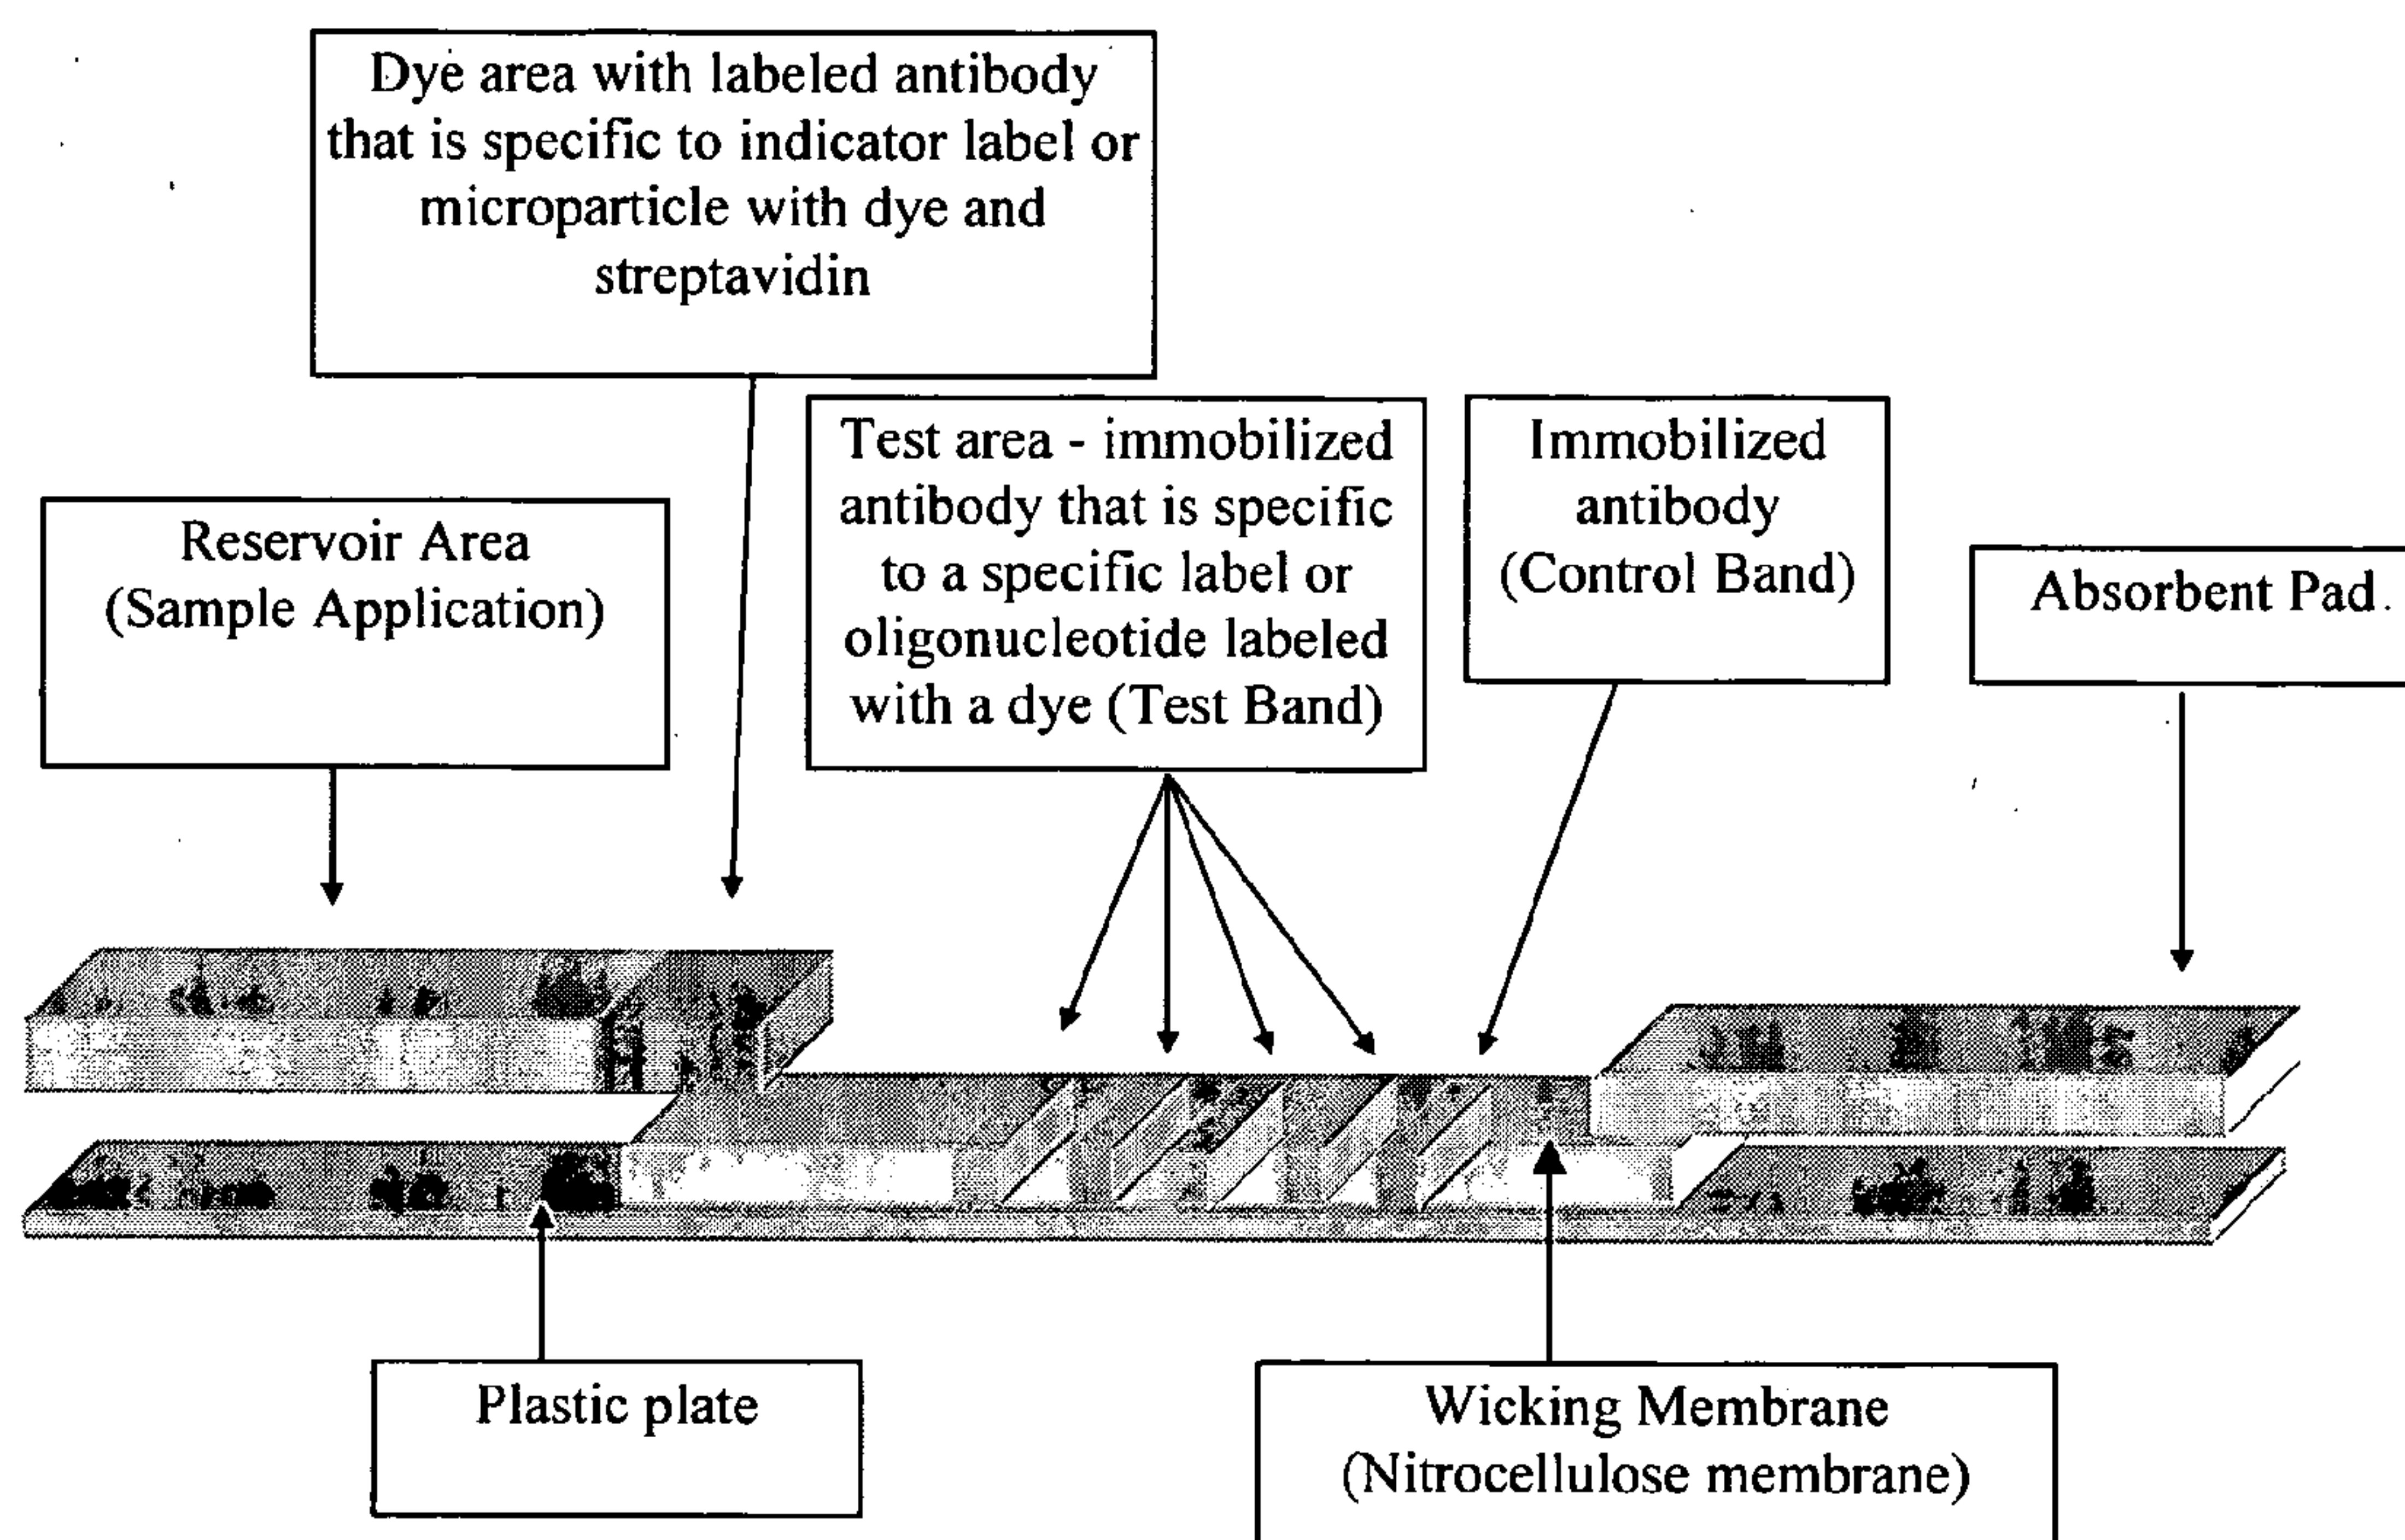 Dye area with labeled antibody
that is specific to indicator label or
microparticle with dye and
streptavidin
Test area - immobilized
antibody that is specific
to a specific label or
oligonucleotide labeled
with a dye (Test Band)
Immobilized
antibody
(Control Band)
Reservoir Area
(Sample Application)
Absorbent Pad
Plastic plate
Wicking Membrane
(Nitrocellulose membrane)